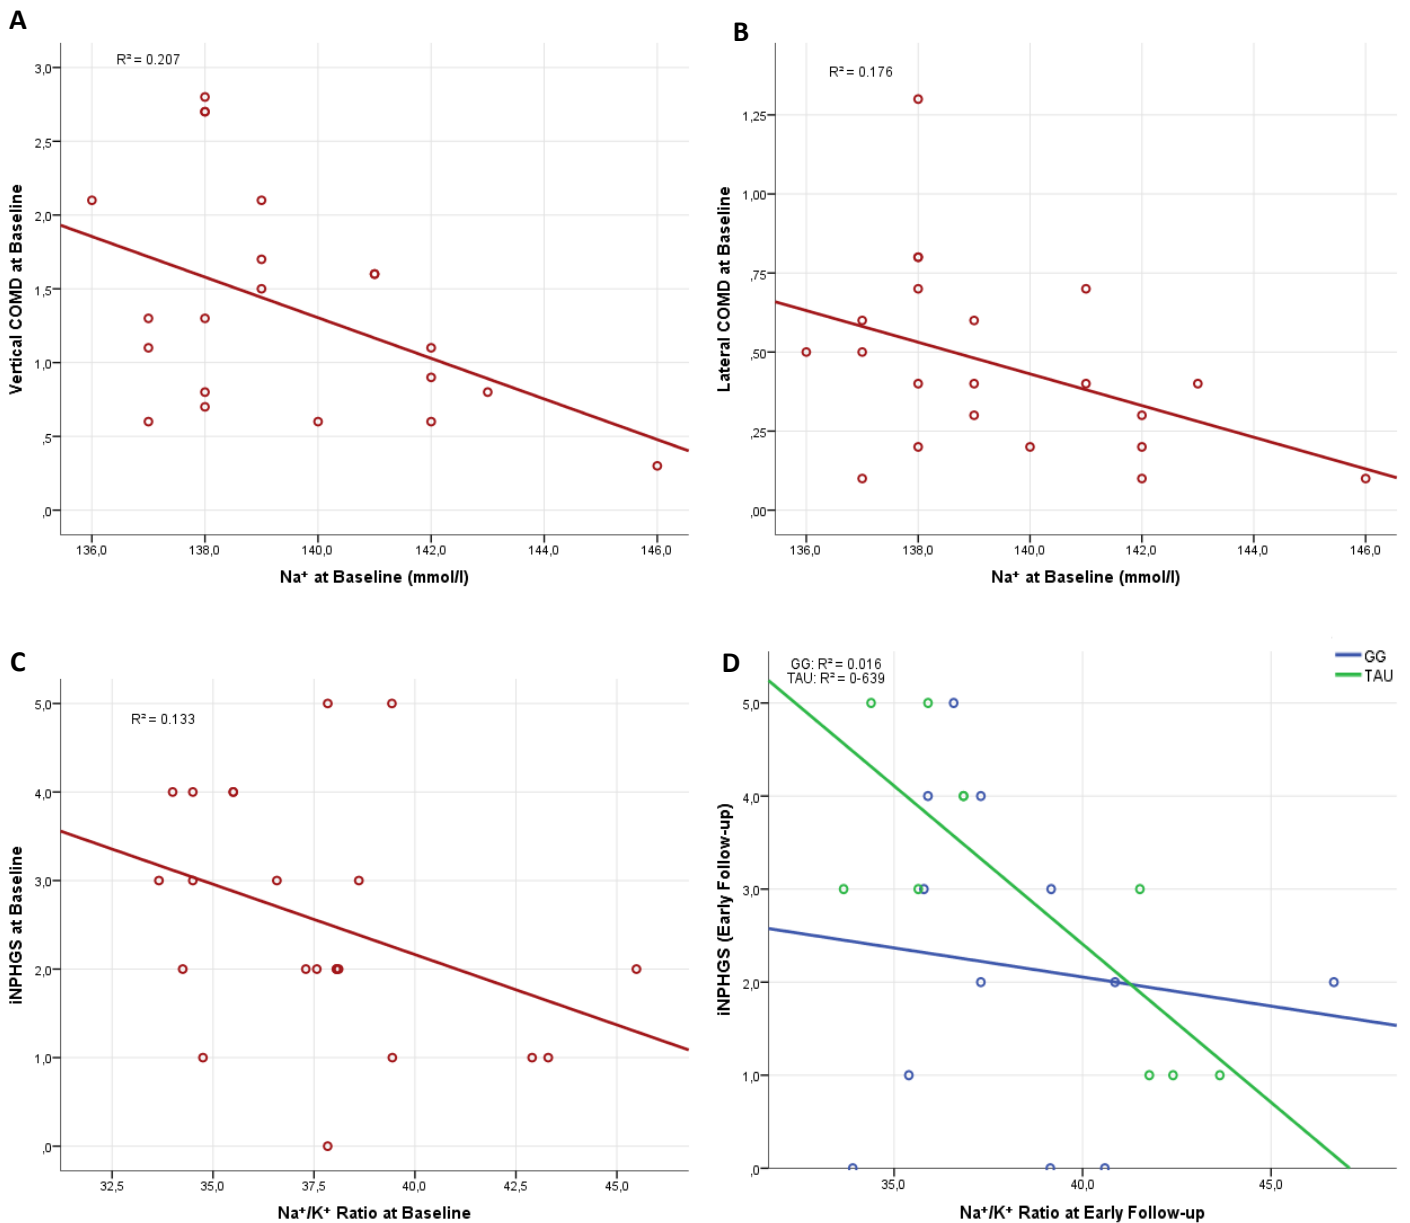 A
R² = 0.207
3,0
2,5
2,0
1,5
1,0
,5
,0
Vertical COMD at Baseline
136,0 138,0 140,0 142,0 144,0 146,0
Na⁺ at Baseline (mmol/l)
B
R² = 0.176
1,25
1,00
,75
,50
,25
,00
Lateral COMD at Baseline
136,0 138,0 140,0 142,0 144,0 146,0
Na⁺ at Baseline (mmol/l)
C
R² = 0.133
5,0
4,0
3,0
2,0
1,0
,0
iNPHGS at Baseline
32,5 35,0 37,5 40,0 42,5 45,0
Na⁺/K⁺ Ratio at Baseline
D
GG: R² = 0.016
TAU: R² = 0-639
GG
TAU
5,0
4,0
3,0
2,0
1,0
,0
iNPHGS (Early Follow-up)
35,0 40,0 45,0
Na⁺/K⁺ Ratio at Early Follow-up